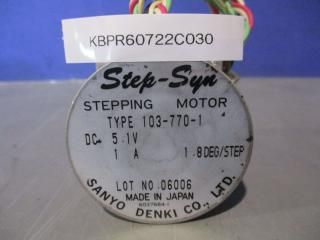 KBPR60722C030
Step-Syn
STEPPING MOTOR
TYPE 103-770-1
DC 5.1V
1 A 1.8DEG/STEP
LOT NO 06006
MADE IN JAPAN
SANYO DENKI CO., LTD.